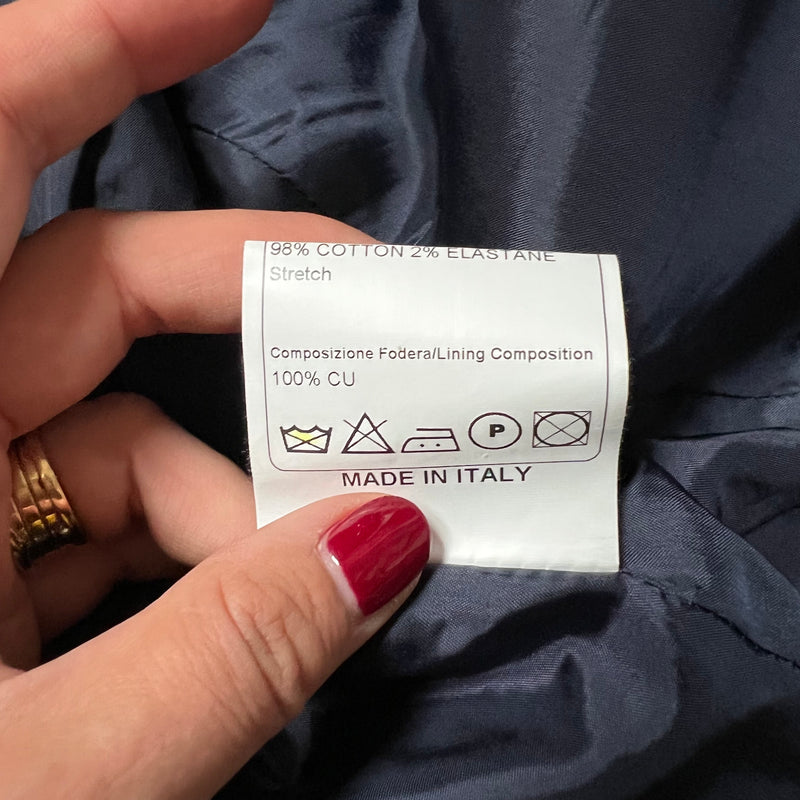 98% COTTON 2% ELASTANE
Stretch
Composizione Fodera/Lining Composition
100% CU
P
MADE IN ITALY